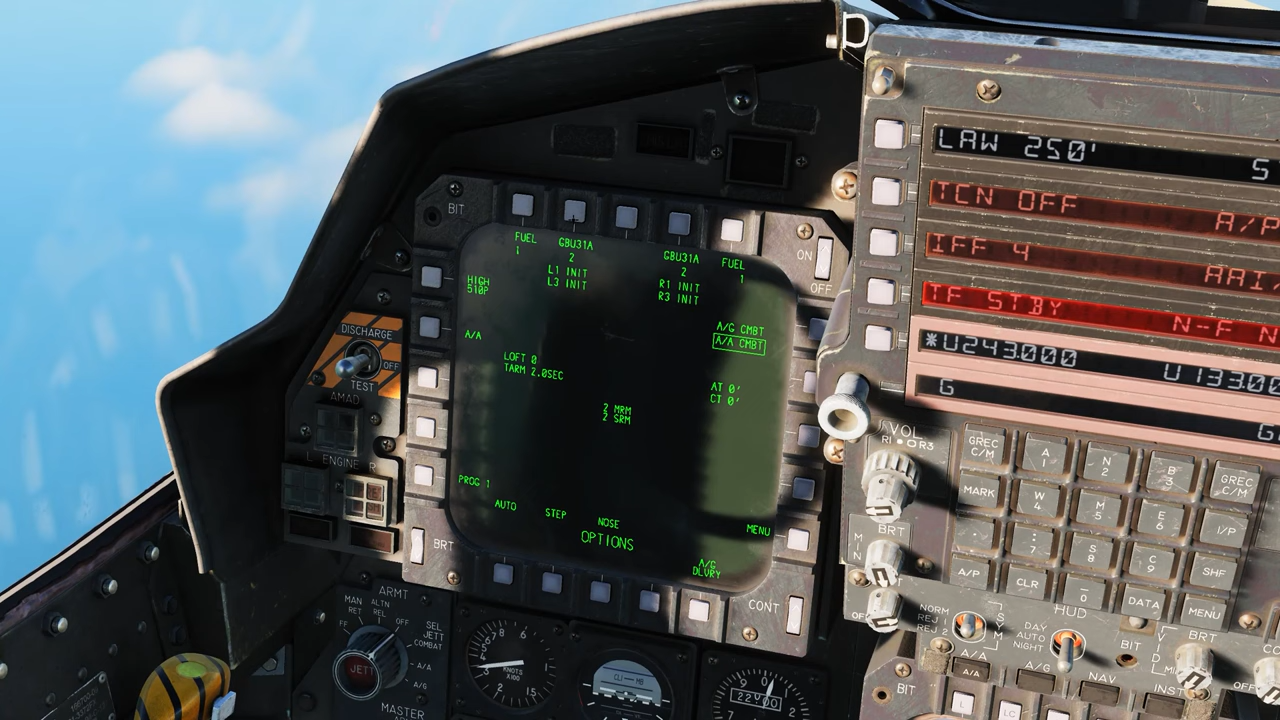 BIT
FUEL
1
GBU31A
2
L1 INIT
L3 INIT
GBU31A
2
R1 INIT
R3 INIT
FUEL
1
HIGH
510P
A/A
A/G CMBT
A/A CMBT
LOFT 0
TARM 2.0SEC
AT 0'
CT 0'
2 MRM
2 SRM
PROG 1
AUTO
STEP
NOSE
OPTIONS
MENU
A/G
DLVRY
ON
OFF
BRT
CONT
DISCHARGE
OFF
TEST
AMAD
L ENGINE R
LAW 250'
S
TCN OFF
A/P
IFF 4
AAI
TF STBY
N-F N
*U243.000
U133.00
G
G
VOL
R1 R3
BRT
MIN
GREC
C/M
A
1
N
2
B
3
GREC
C/M
MARK
W
4
M
5
E
6
I/P
7
S
8
C
9
SHF
A/P
CLR
0
DATA
MENU
ARMT
MAN
RET
ALTN
REL
OFF
SEL
JETT
COMBAT
FF
A/A
A/G
JETT
MASTER
KNOTS
X100
HUD
NORM
REJ 1
REJ 2
SYM
DAY
AUTO
NIGHT
BIT
BRT
A/A
A/G
NAV
INST
BIT
A/A